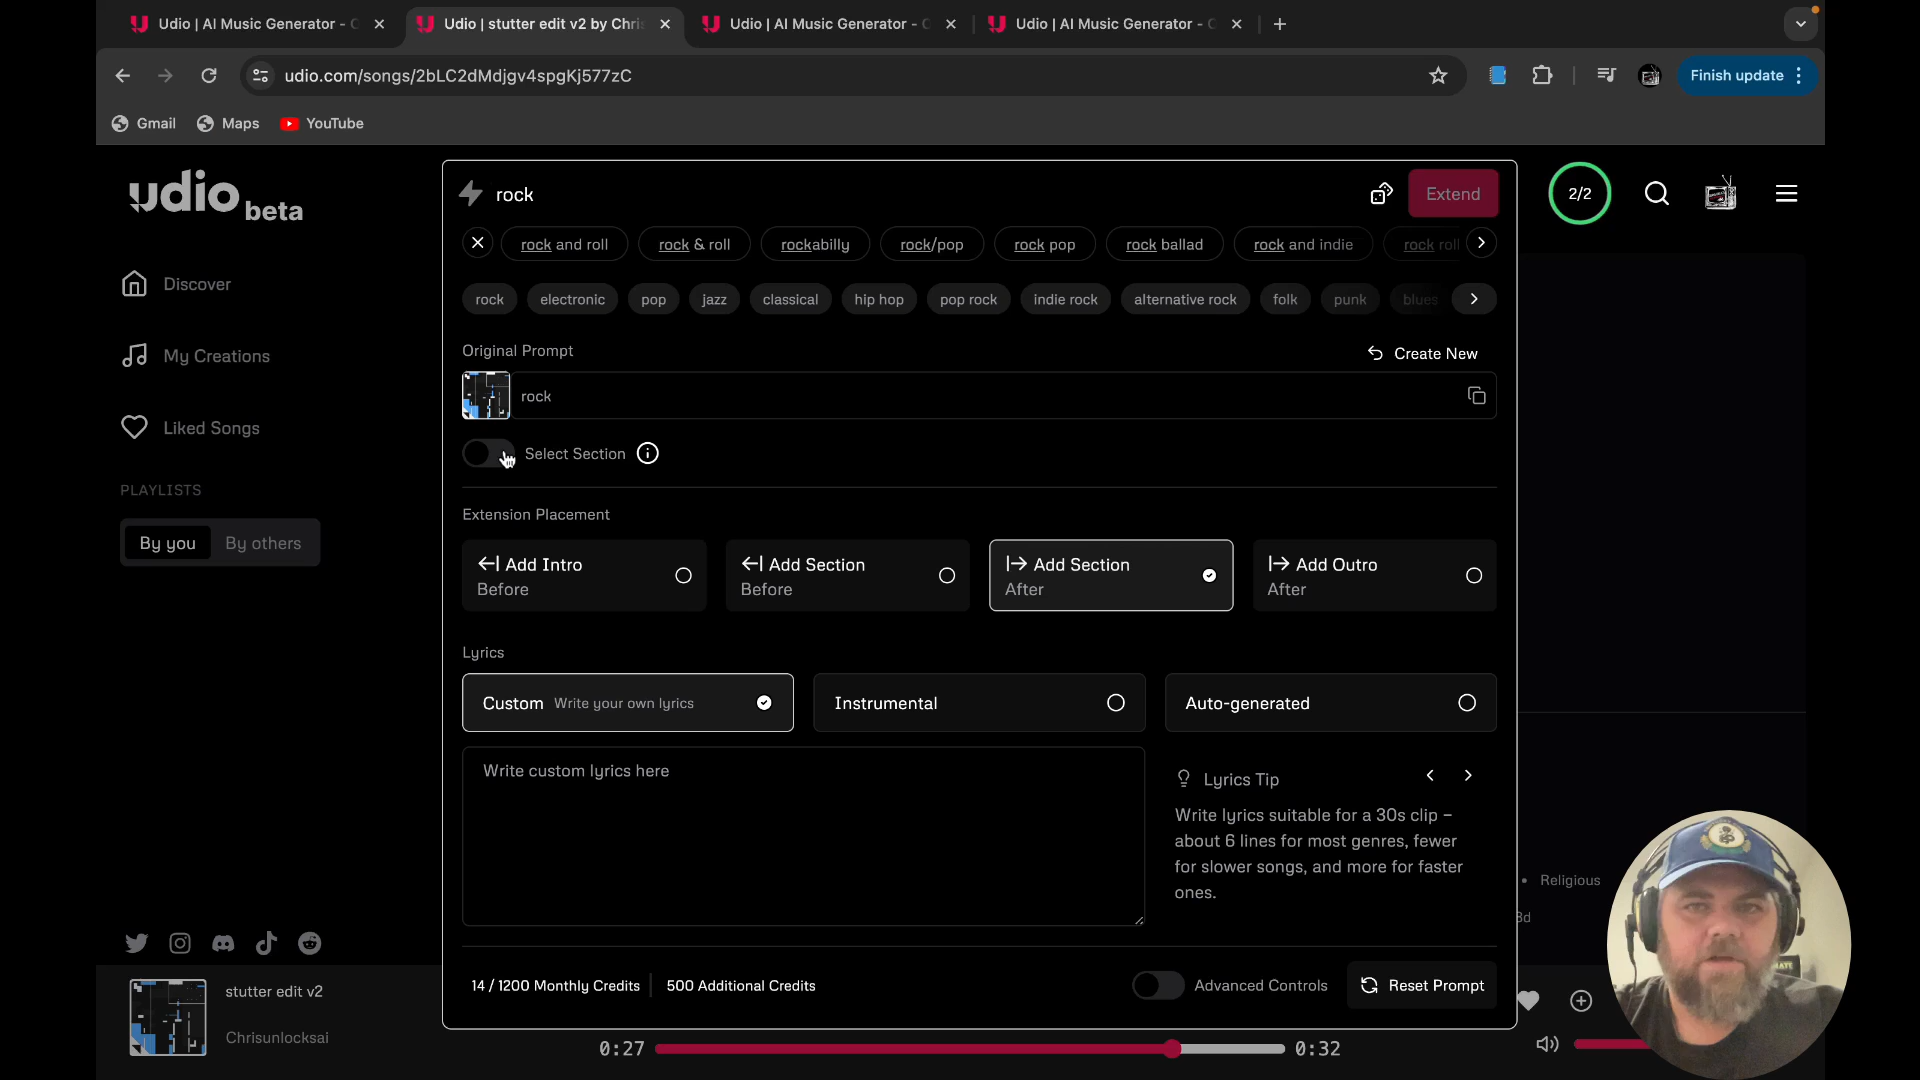 Udio | AI Music Generator -
Udio | stutter edit v2 by Chri
Udio | AI Music Generator -
Udio | AI Music Generator -
udio.com/songs/2bLC2dMdjgv4spgKj577zC
Finish update
Gmail
Maps
YouTube
udio beta
rock
Extend
2/2
rock and roll
rock & roll
rockabilly
rock/pop
rock pop
rock ballad
rock and indie
rock roll
rock
electronic
pop
jazz
classical
hip hop
pop rock
indie rock
alternative rock
folk
punk
blues
Discover
My Creations
Liked Songs
PLAYLISTS
By you
By others
Original Prompt
Create New
rock
Select Section
Extension Placement
Add Intro
Before
Add Section
Before
Add Section
After
Add Outro
After
Lyrics
Custom Write your own lyrics
Instrumental
Auto-generated
Write custom lyrics here
Lyrics Tip
Write lyrics suitable for a 30s clip –
about 6 lines for most genres, fewer
for slower songs, and more for faster
ones.
Religious
3d
14 / 1200 Monthly Credits
500 Additional Credits
Advanced Controls
Reset Prompt
stutter edit v2
Chrisunlocksai
0:27
0:32